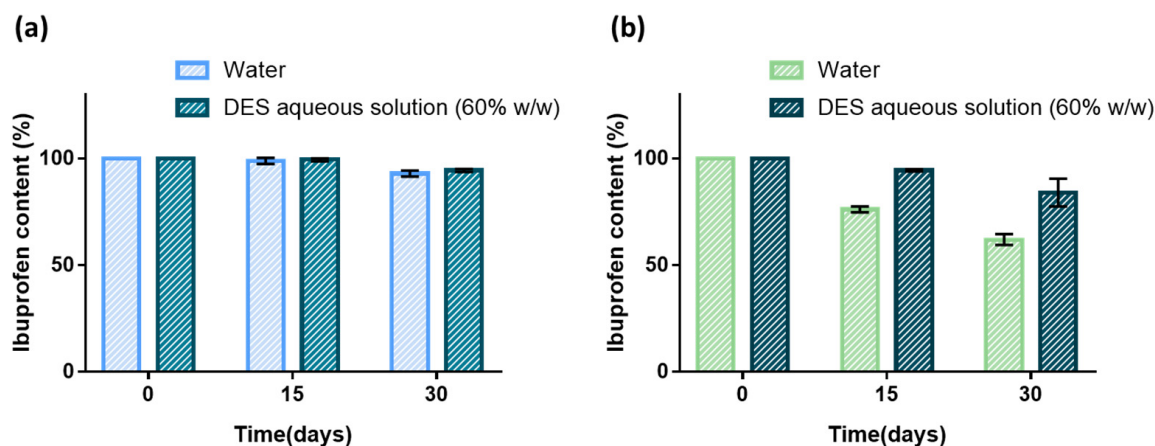 (a)
Water
DES aqueous solution (60% w/w)
Ibuprofen content (%)
100
50
0
0 15 30
Time(days)
(b)
Water
DES aqueous solution (60% w/w)
Ibuprofen content (%)
100
50
0
0 15 30
Time(days)